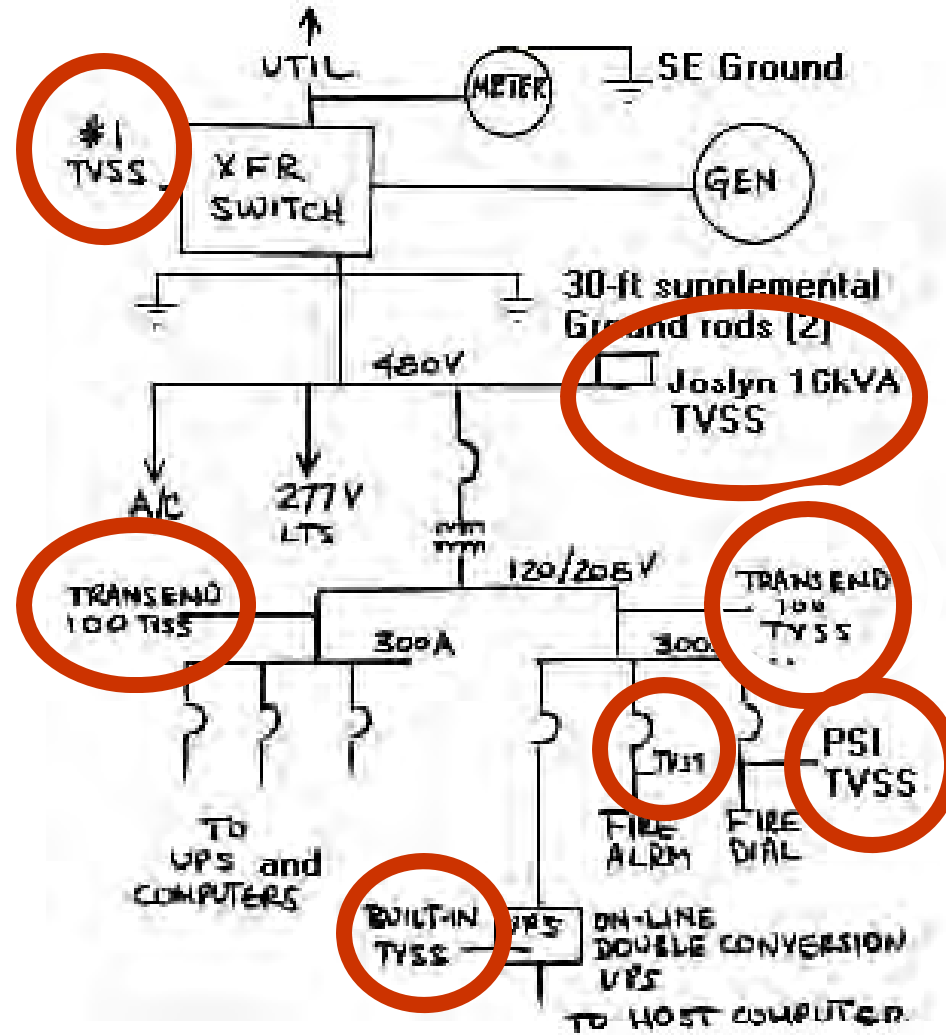 UTIL
METER
SE Ground
#1
TVSS
XFR
SWITCH
GEN
30-ft supplemental
Ground rods (2)
480V
Joslyn 10kVA
TVSS
A/C
277V
LTS
120/208V
TRANSEND
100 TVSS
TRANSEND
100
TVSS
300A
300
TVSS
PSI
TVSS
TO
UPS and
COMPUTERS
FIRE
ALRM
FIRE
DIAL
BUILT-IN
TVSS
UPS
ON-LINE
DOUBLE CONVERSION
UPS
TO HOST COMPUTER